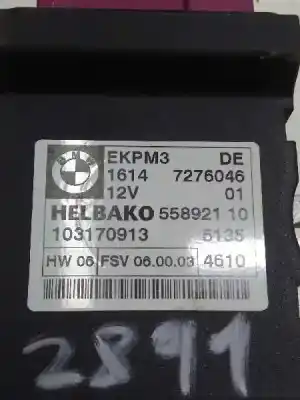 BMW
EKPM3 DE
1614 7276046
12V 01
HELBAKO 558921 10
103170913 5135
HW 06 FSV 06.00.03 4610
2891